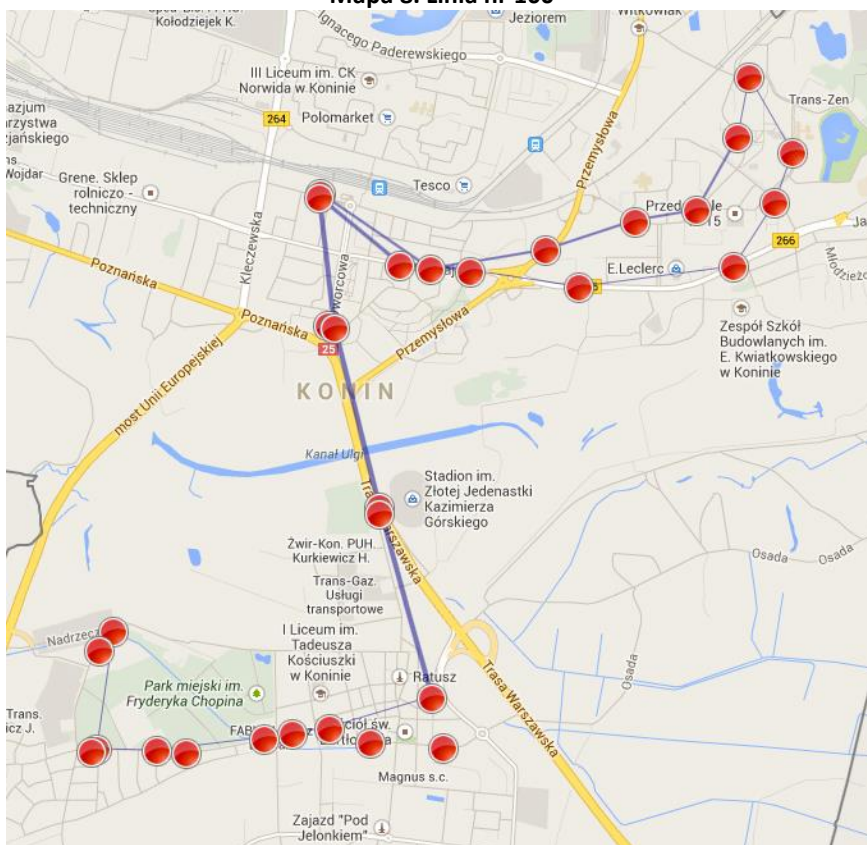 Kołodziejek K.
Jeziorem
Ignacego Paderewskiego
III Liceum im. CK
Norwida w Koninie
Polomarket
264
Trans-Zen
Przemysłowa
Tesco
Grene. Sklep
rolniczo -
techniczny
Wojdar
Kleczewska
Poznańska
266
E.Leclerc
Poznańska
25
Przemysłowa
Zespół Szkół
Budowlanych im.
E. Kwiatkowskiego
w Koninie
KONIN
most Unii Europejskiej
Kanał Ulgi
Stadion im.
Złotej Jedenastki
Kazimierza
Górskiego
Żwir-Kon. PUH.
Kurkiewicz H.
Trans-Gaz.
Usługi
transportowe
Osada
Osada
I Liceum im.
Tadeusza
Kościuszki
w Koninie
Park miejski im.
Fryderyka Chopina
Ratusz
Osada
Trasa Warszawska
Trans.
Magnus s.c.
Zajazd "Pod
Jelonkiem"